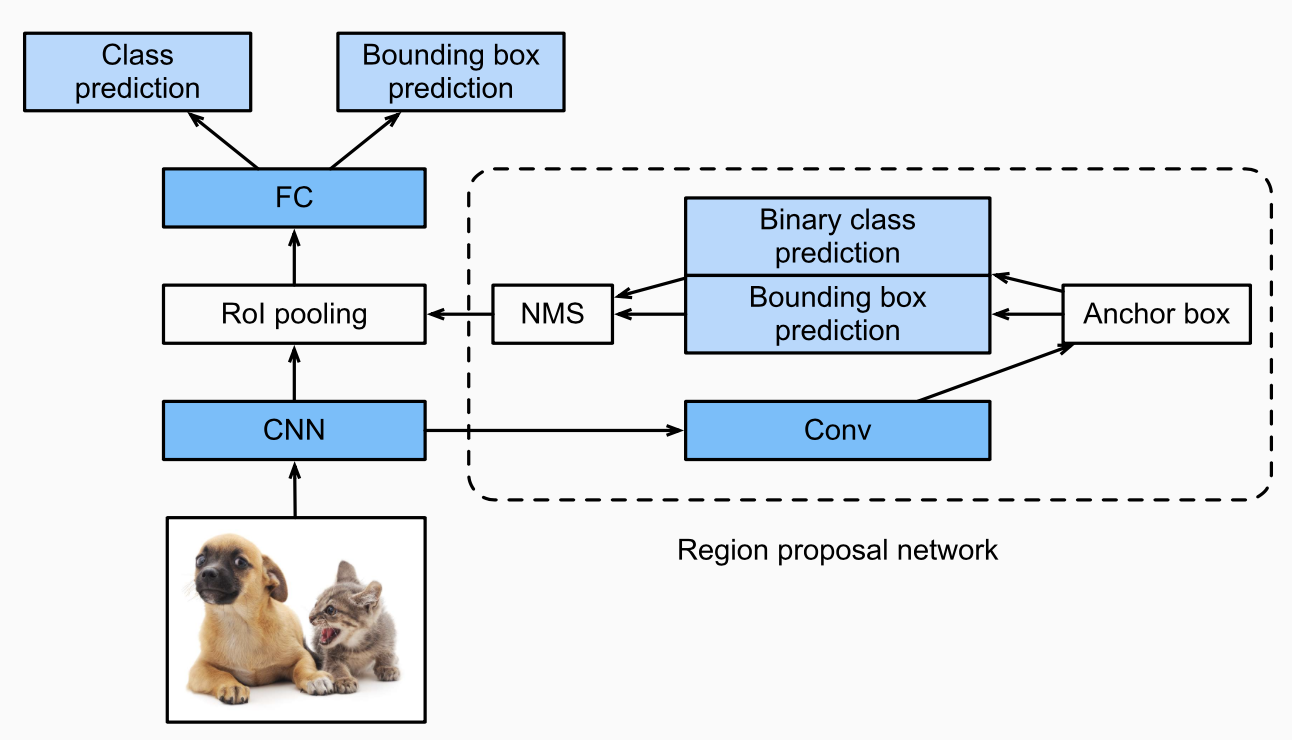 Class
prediction
Bounding box
prediction
FC
Binary class
prediction
RoI pooling
NMS
Bounding box
prediction
Anchor box
CNN
Conv
Region proposal network